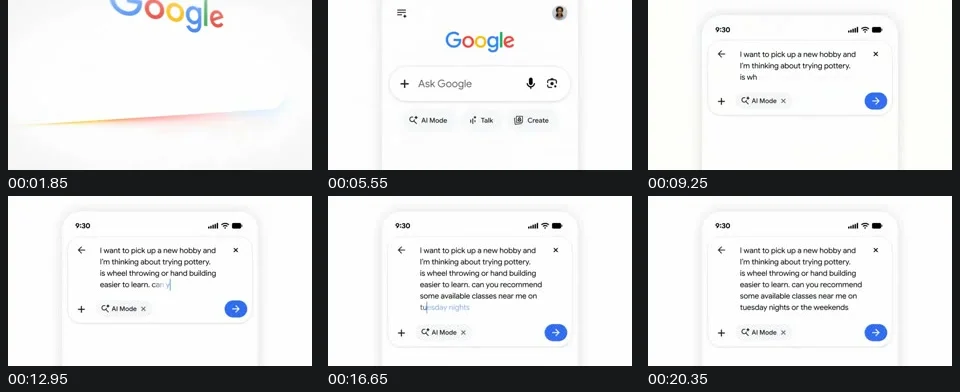 Google
00:01.85
Google
Ask Google
AI Mode
Talk
Create
00:05.55
9:30
I want to pick up a new hobby and
I'm thinking about trying pottery.
is wh
AI Mode
00:09.25
9:30
I want to pick up a new hobby and
I'm thinking about trying pottery.
is wheel throwing or hand building
easier to learn. can y
AI Mode
00:12.95
9:30
I want to pick up a new hobby and
I'm thinking about trying pottery.
is wheel throwing or hand building
easier to learn. can you recommend
some available classes near me on
tuesday nights
AI Mode
00:16.65
9:30
I want to pick up a new hobby and
I'm thinking about trying pottery.
is wheel throwing or hand building
easier to learn. can you recommend
some available classes near me on
tuesday nights or the weekends
AI Mode
00:20.35